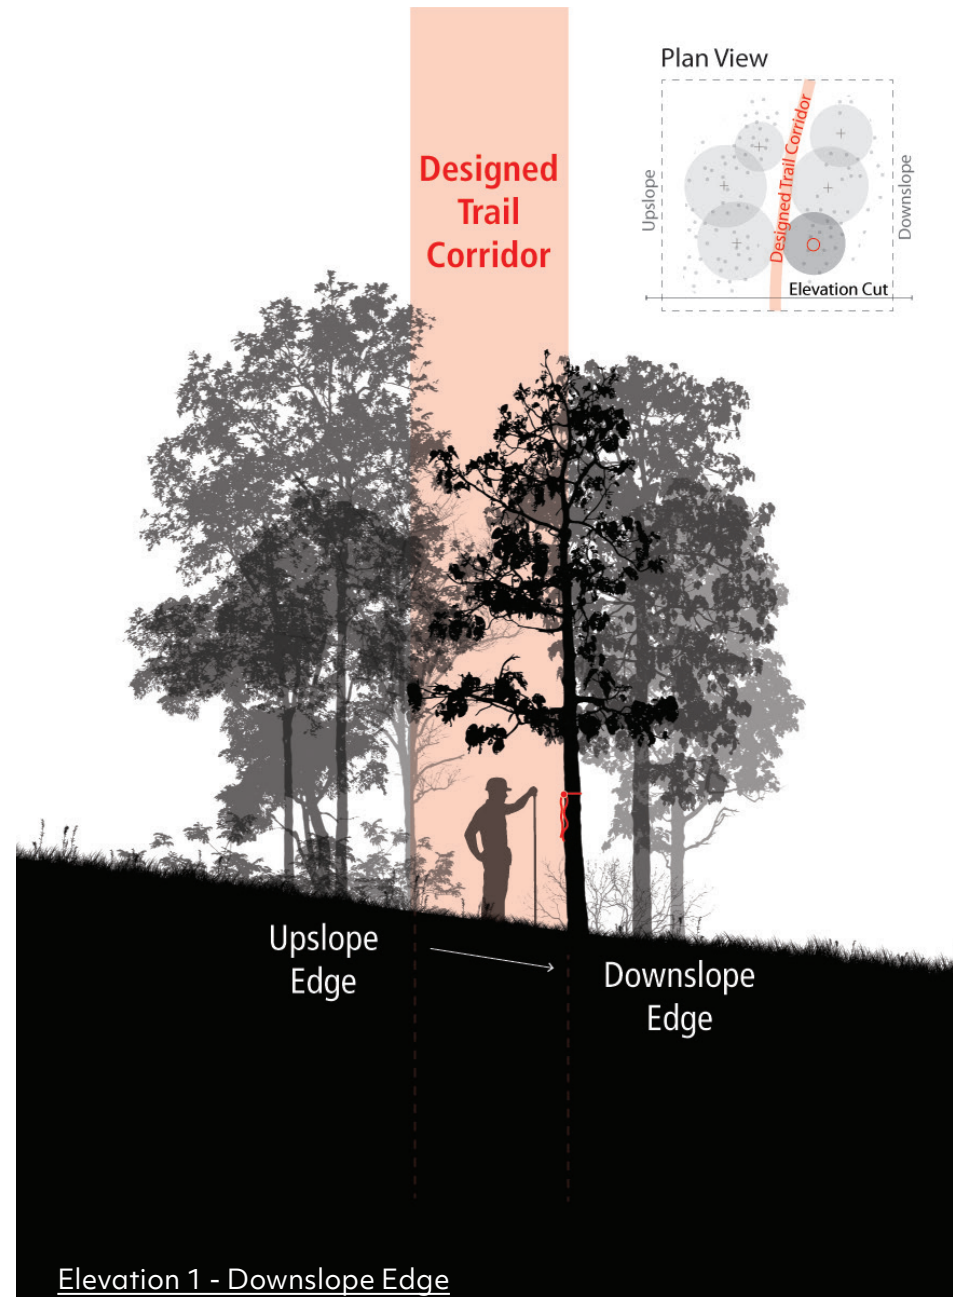 Plan View
Designed
Trail
Corridor
Designed Trail Corridor
Upslope
Downslope
Elevation Cut
Upslope
Edge
Downslope
Edge
Elevation 1 - Downslope Edge